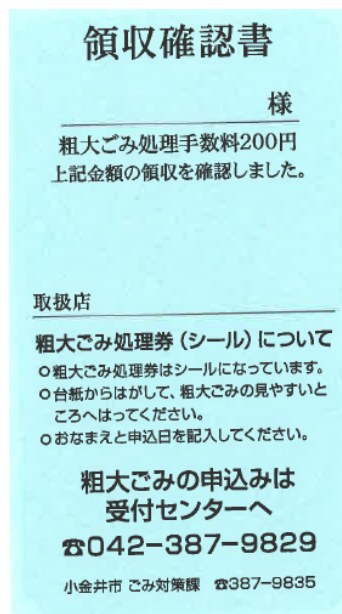 領収確認書
様
粗大ごみ処理手数料200円
上記金額の領収を確認しました。
取扱店
粗大ごみ処理券（シール）について
○粗大ごみ処理券はシールになっています。
○台紙からはがして、粗大ごみの見やすいと
ころへはってください。
○おなまえと申込日を記入してください。
粗大ごみの申込みは
受付センターへ
☎042－387－9829
小金井市 ごみ対策課 ☎387－9835